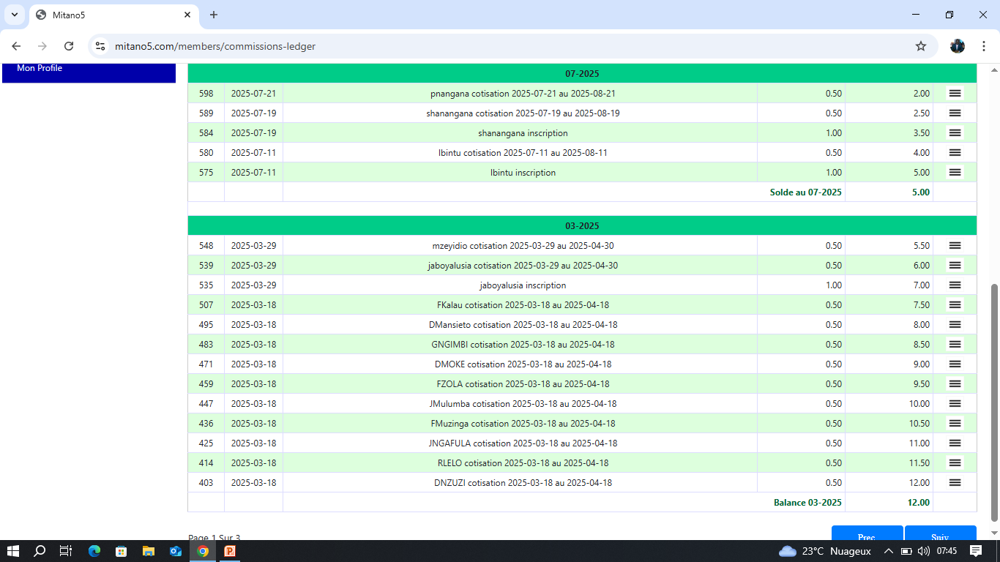 Mitano5
mitano5.com/members/commissions-ledger
Mon Profile
07-2025
598 2025-07-21 pnangana cotisation 2025-07-21 au 2025-08-21 0.50 2.00
589 2025-07-19 shanangana cotisation 2025-07-19 au 2025-08-19 0.50 2.50
584 2025-07-19 shanangana inscription 1.00 3.50
580 2025-07-11 lbintu cotisation 2025-07-11 au 2025-08-11 0.50 4.00
575 2025-07-11 lbintu inscription 1.00 5.00
Solde au 07-2025 5.00
03-2025
548 2025-03-29 mzeyidio cotisation 2025-03-29 au 2025-04-30 0.50 5.50
539 2025-03-29 jaboyalusia cotisation 2025-03-29 au 2025-04-30 0.50 6.00
535 2025-03-29 jaboyalusia inscription 1.00 7.00
507 2025-03-18 FKalau cotisation 2025-03-18 au 2025-04-18 0.50 7.50
495 2025-03-18 DMansieto cotisation 2025-03-18 au 2025-04-18 0.50 8.00
483 2025-03-18 GNGIMBI cotisation 2025-03-18 au 2025-04-18 0.50 8.50
471 2025-03-18 DMOKE cotisation 2025-03-18 au 2025-04-18 0.50 9.00
459 2025-03-18 FZOLA cotisation 2025-03-18 au 2025-04-18 0.50 9.50
447 2025-03-18 JMulumba cotisation 2025-03-18 au 2025-04-18 0.50 10.00
436 2025-03-18 FMuzinga cotisation 2025-03-18 au 2025-04-18 0.50 10.50
425 2025-03-18 JNGAFULA cotisation 2025-03-18 au 2025-04-18 0.50 11.00
414 2025-03-18 RLELO cotisation 2025-03-18 au 2025-04-18 0.50 11.50
403 2025-03-18 DNZUZI cotisation 2025-03-18 au 2025-04-18 0.50 12.00
Balance 03-2025 12.00
Page 1 Sur 3 Prec Suiv
23°C Nuageux 07:45